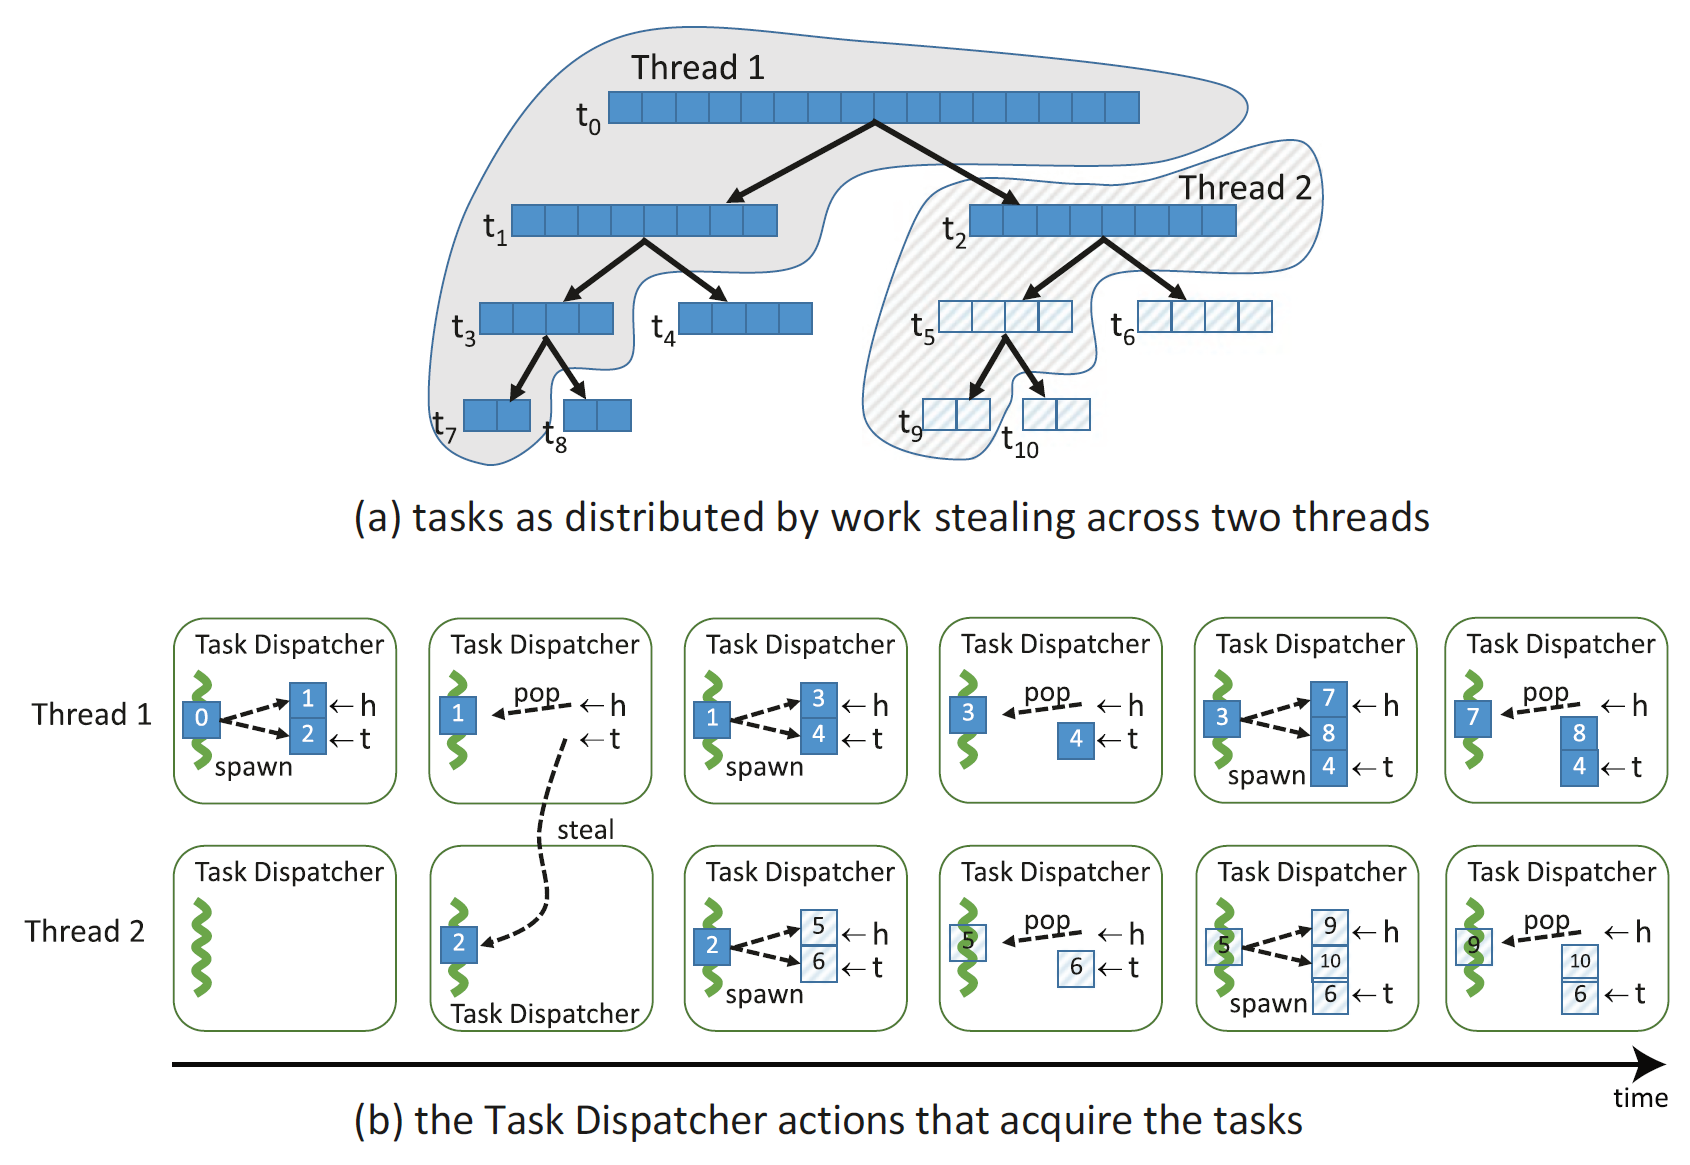 Thread 1
t0
Thread 2
t1
t2
t3
t4
t5
t6
t7
t8
t9
t10
(a) tasks as distributed by work stealing across two threads
Thread 1
Task Dispatcher
0
1
←h
2
←t
spawn
Task Dispatcher
1
pop
←h
←t
Task Dispatcher
1
3
←h
4
←t
spawn
Task Dispatcher
3
pop
←h
4
←t
Task Dispatcher
3
7
←h
8
4
←t
spawn
Task Dispatcher
7
pop
←h
8
4
←t
steal
Thread 2
Task Dispatcher
2
Task Dispatcher
Task Dispatcher
2
5
←h
6
←t
spawn
Task Dispatcher
5
pop
←h
6
←t
Task Dispatcher
5
9
←h
10
6
←t
spawn
Task Dispatcher
9
pop
←h
10
6
←t
time
(b) the Task Dispatcher actions that acquire the tasks